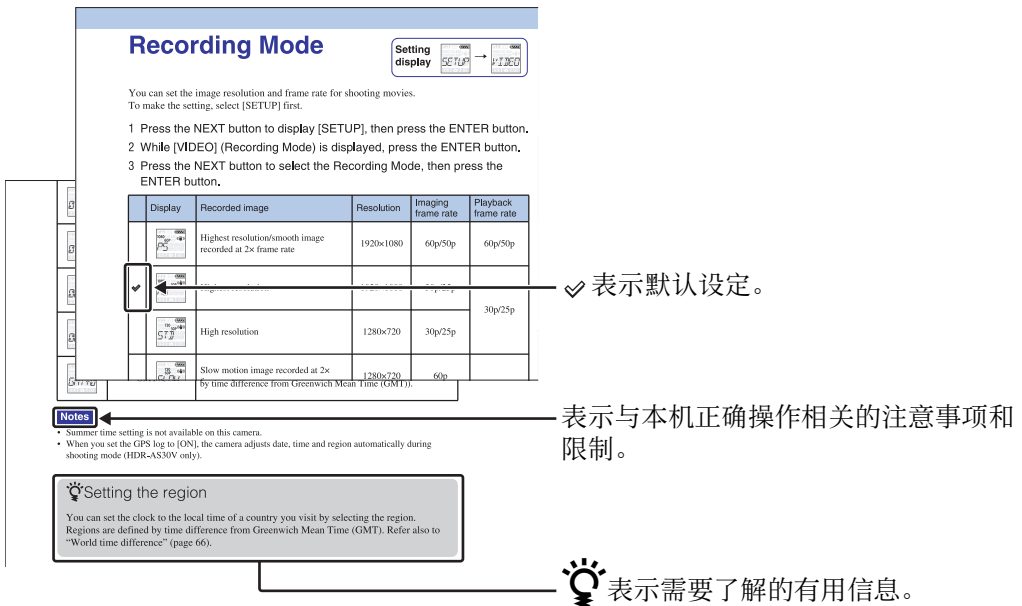 Recording Mode
Setting
display
SETUP → VIDEO
You can set the image resolution and frame rate for shooting movies.
To make the setting, select [SETUP] first.
1 Press the NEXT button to display [SETUP], then press the ENTER button.
2 While [VIDEO] (Recording Mode) is displayed, press the ENTER button.
3 Press the NEXT button to select the Recording Mode, then press the
ENTER button.
Display Recorded image Resolution Imaging frame rate Playback frame rate
PS Highest resolution/smooth image
recorded at 2× frame rate 1920×1080 60p/50p 60p/50p
30p/25p
STD High resolution 1280×720 30p/25p
Slow motion image recorded at 2× 1280×720 60p
by time difference from Greenwich Mean Time (GMT)).
表示默认设定。
Notes
表示与本机正确操作相关的注意事项和
限制。
• Summer time setting is not available on this camera.
• When you set the GPS log to [ON], the camera adjusts date, time and region automatically during
shooting mode (HDR-AS30V only).
Setting the region
You can set the clock to the local time of a country you visit by selecting the region.
Regions are defined by time difference from Greenwich Mean Time (GMT). Refer also to
“World time difference” (page 66).
表示需要了解的有用信息。